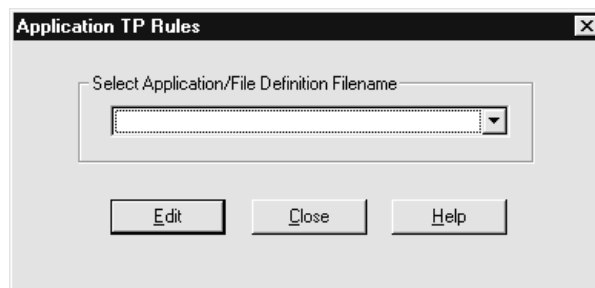 Application TP Rules
Select Application/File Definition Filename
Edit Close Help